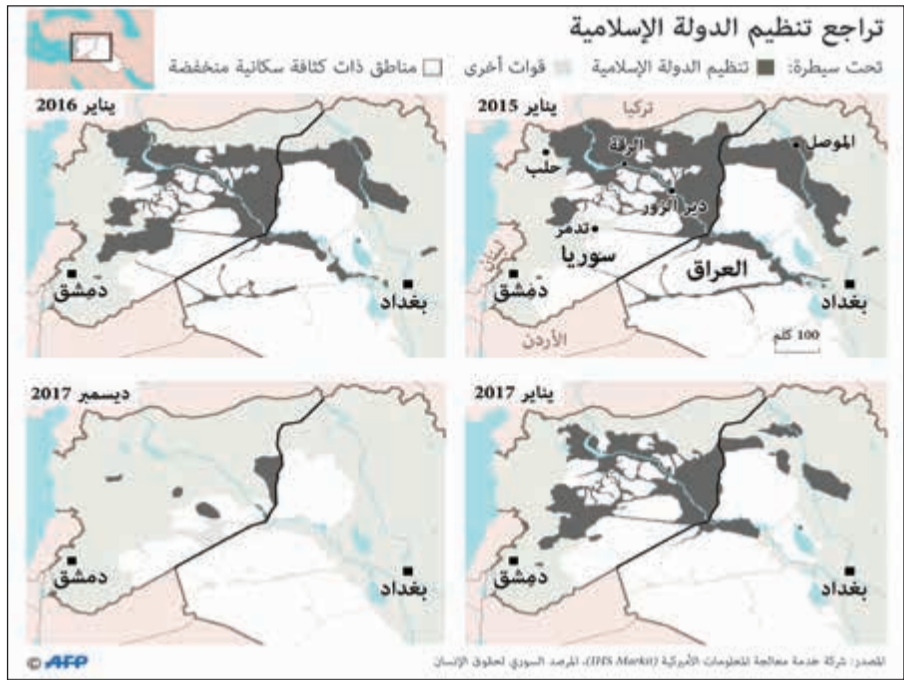 تراجع تنظيم الدولة الإسلامية
تحت سيطرة: تنظيم الدولة الإسلامية قوات أخرى مناطق ذات كثافة سكانية منخفضة
يناير 2015
تركيا
الموصل
الرقة
حلب
دير الزور
تدمر
سوريا
العراق
لبنان
دمشق
بغداد
الأردن
100 كلم
يناير 2016
دمشق
بغداد
يناير 2017
دمشق
بغداد
ديسمبر 2017
دمشق
بغداد
المصدر: شركة خدمة معالجة المعلومات الأميركية (IHS Markit)، المرصد السوري لحقوق الإنسان
© AFP